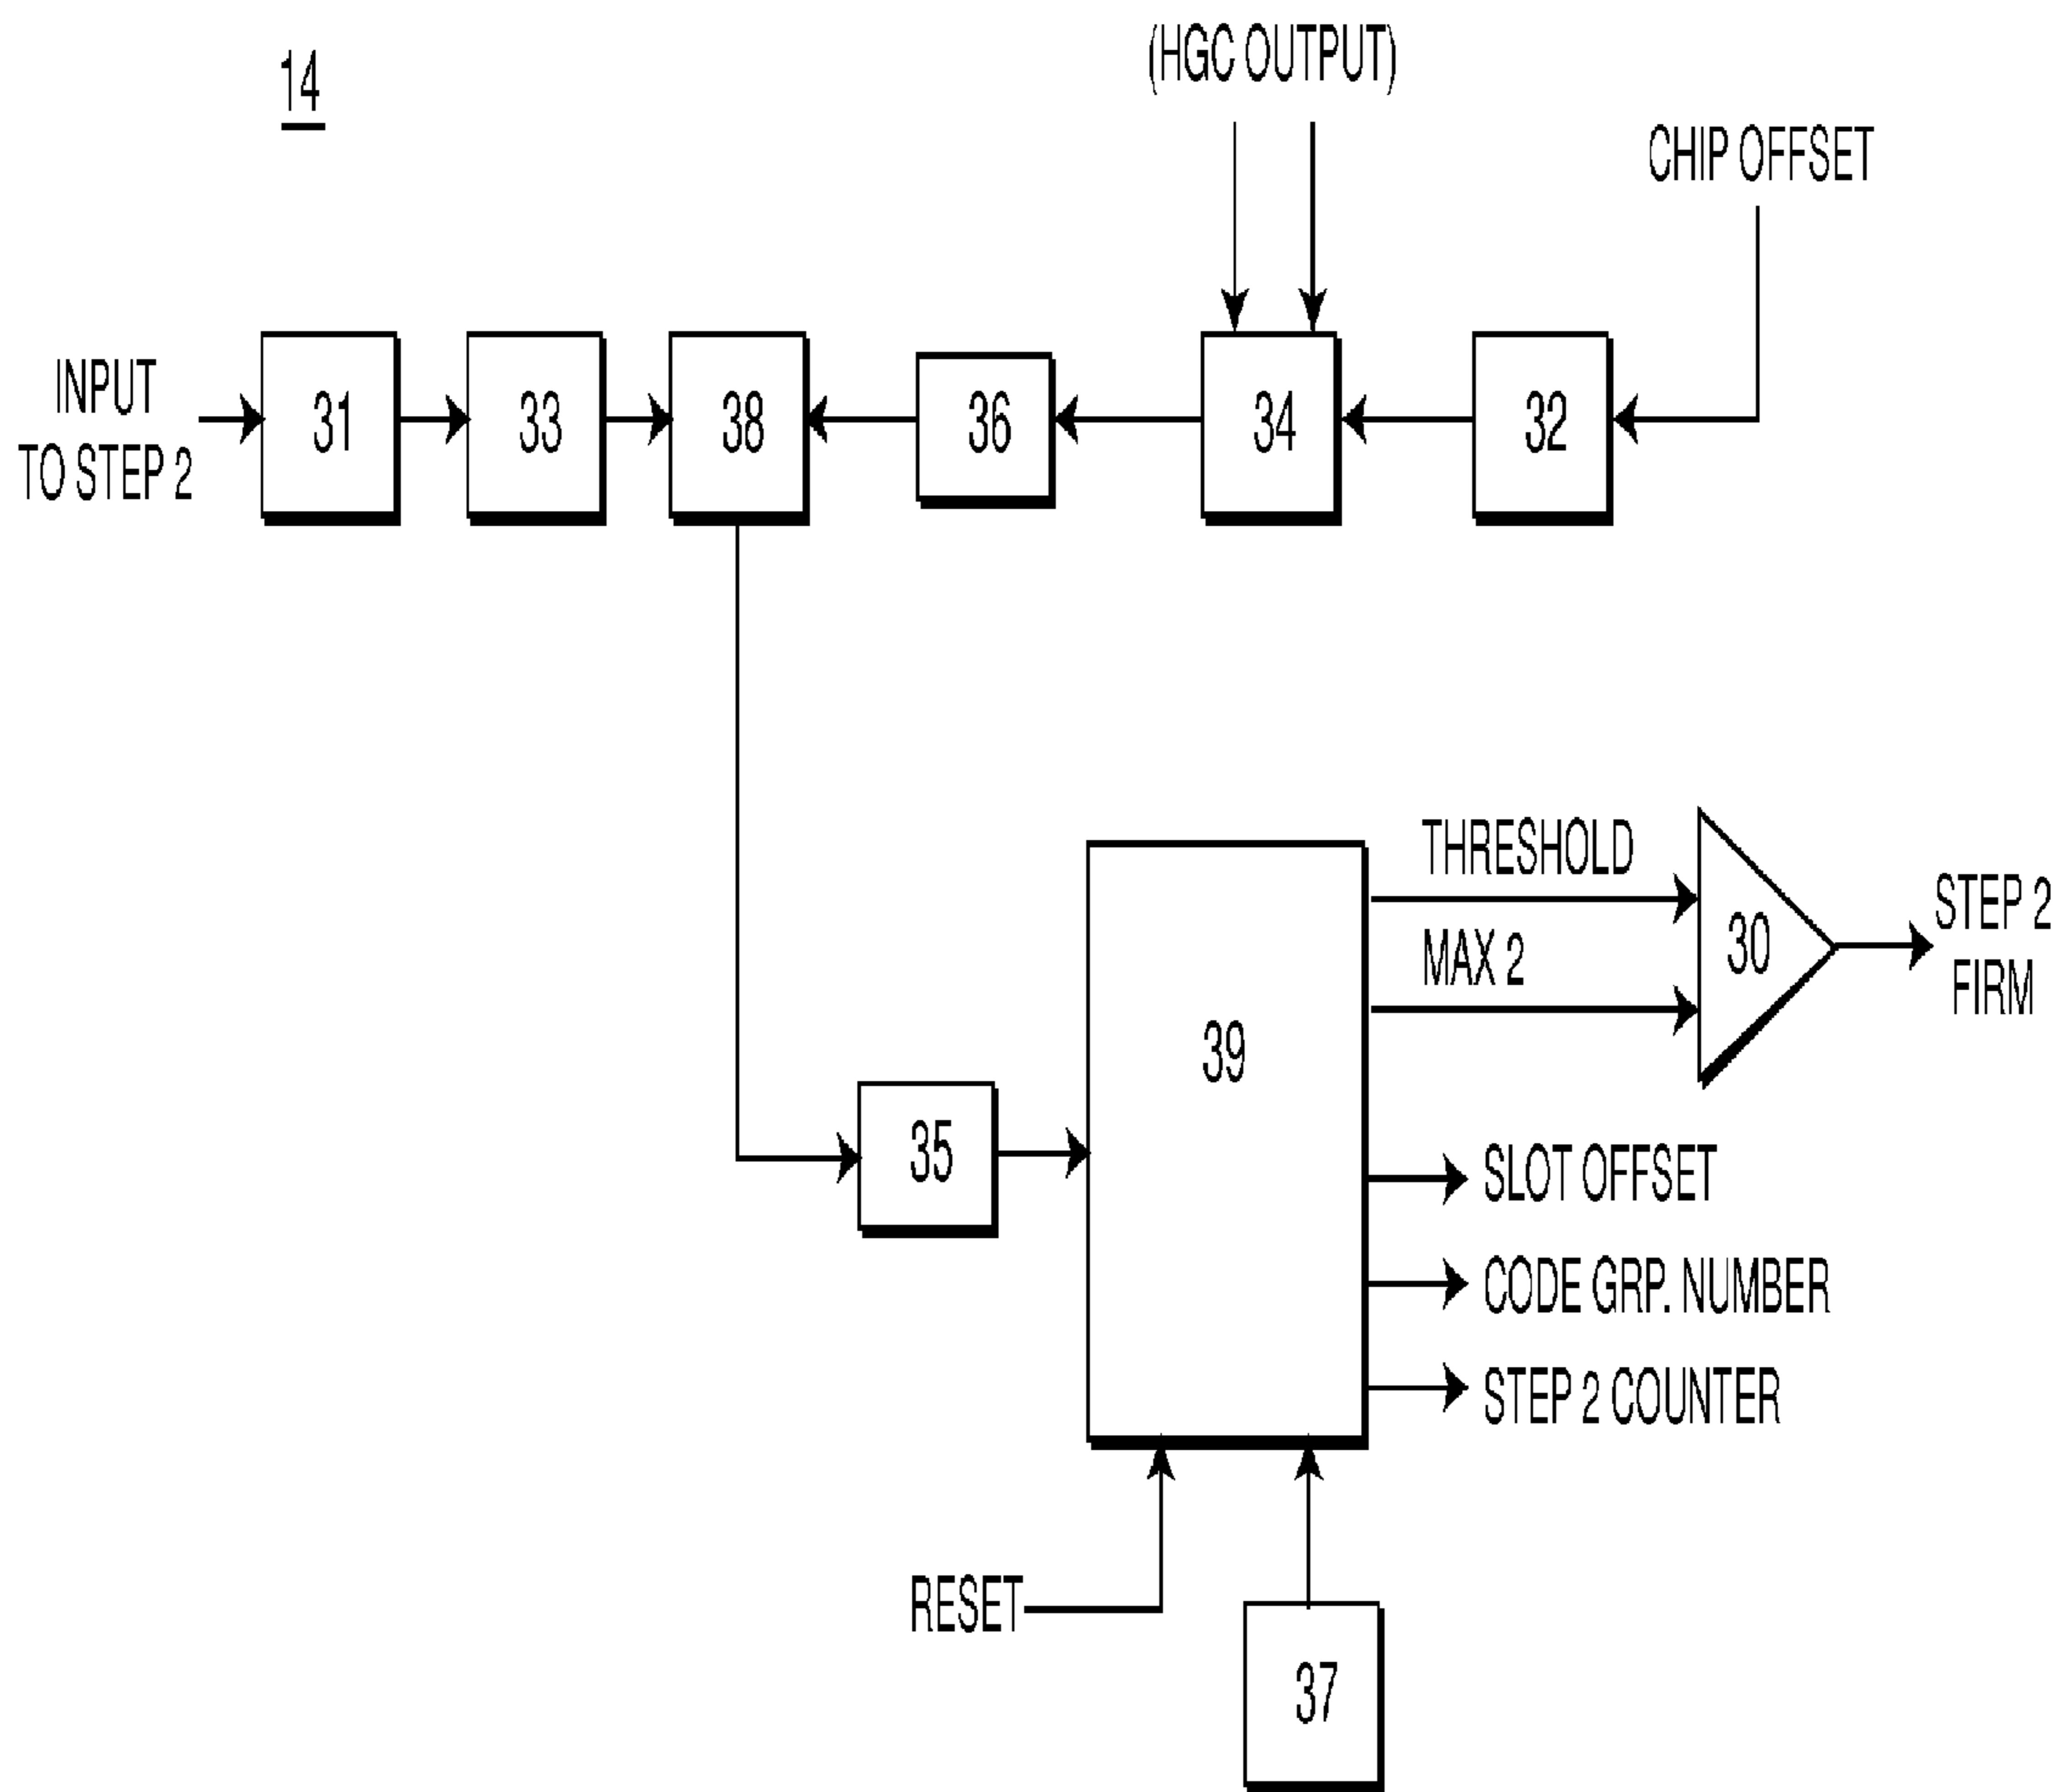 14
(HGC OUTPUT)
CHIP OFFSET
INPUT
TO STEP 2
31
33
38
36
34
32
THRESHOLD
MAX 2
30
STEP 2
FIRM
39
35
SLOT OFFSET
CODE GRP. NUMBER
STEP 2 COUNTER
RESET
37